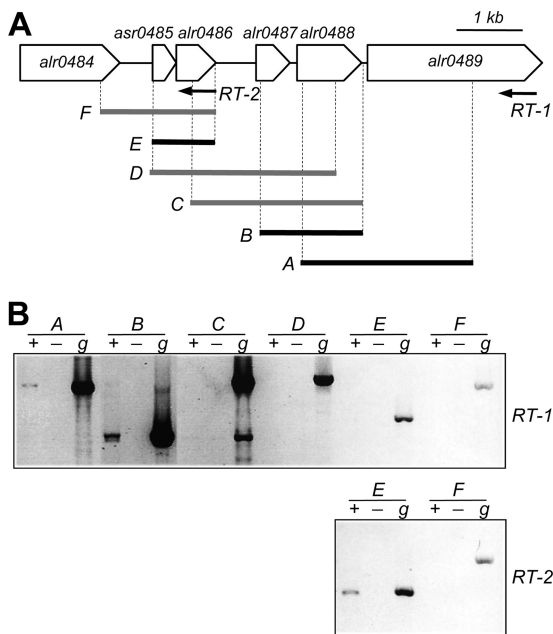 A
1 kb
asr0485 alr0486 alr0487 alr0488
alr0484 alr0489
RT-2 RT-1
F
E
D
C
B
A
B
A B C D E F
+ – g + – g + – g + – g + – g + – g
RT-1
E F
+ – g + – g
RT-2